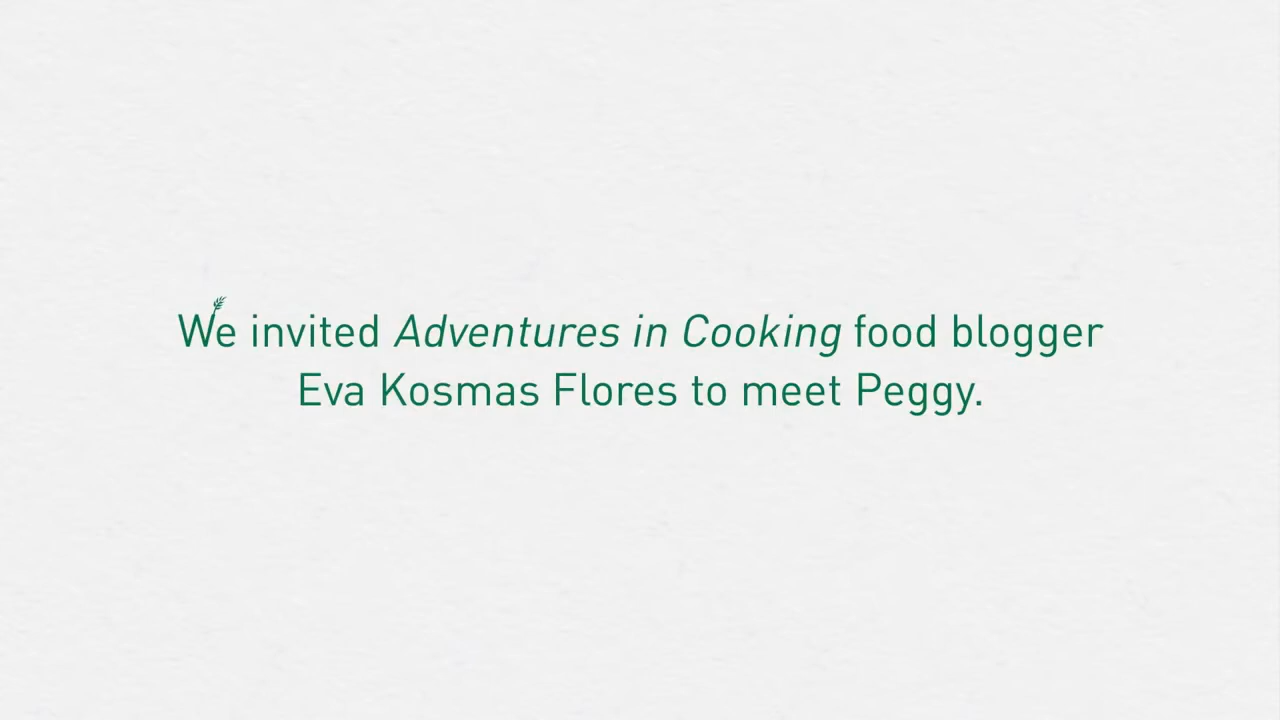 We invited Adventures in Cooking food blogger
Eva Kosmas Flores to meet Peggy.